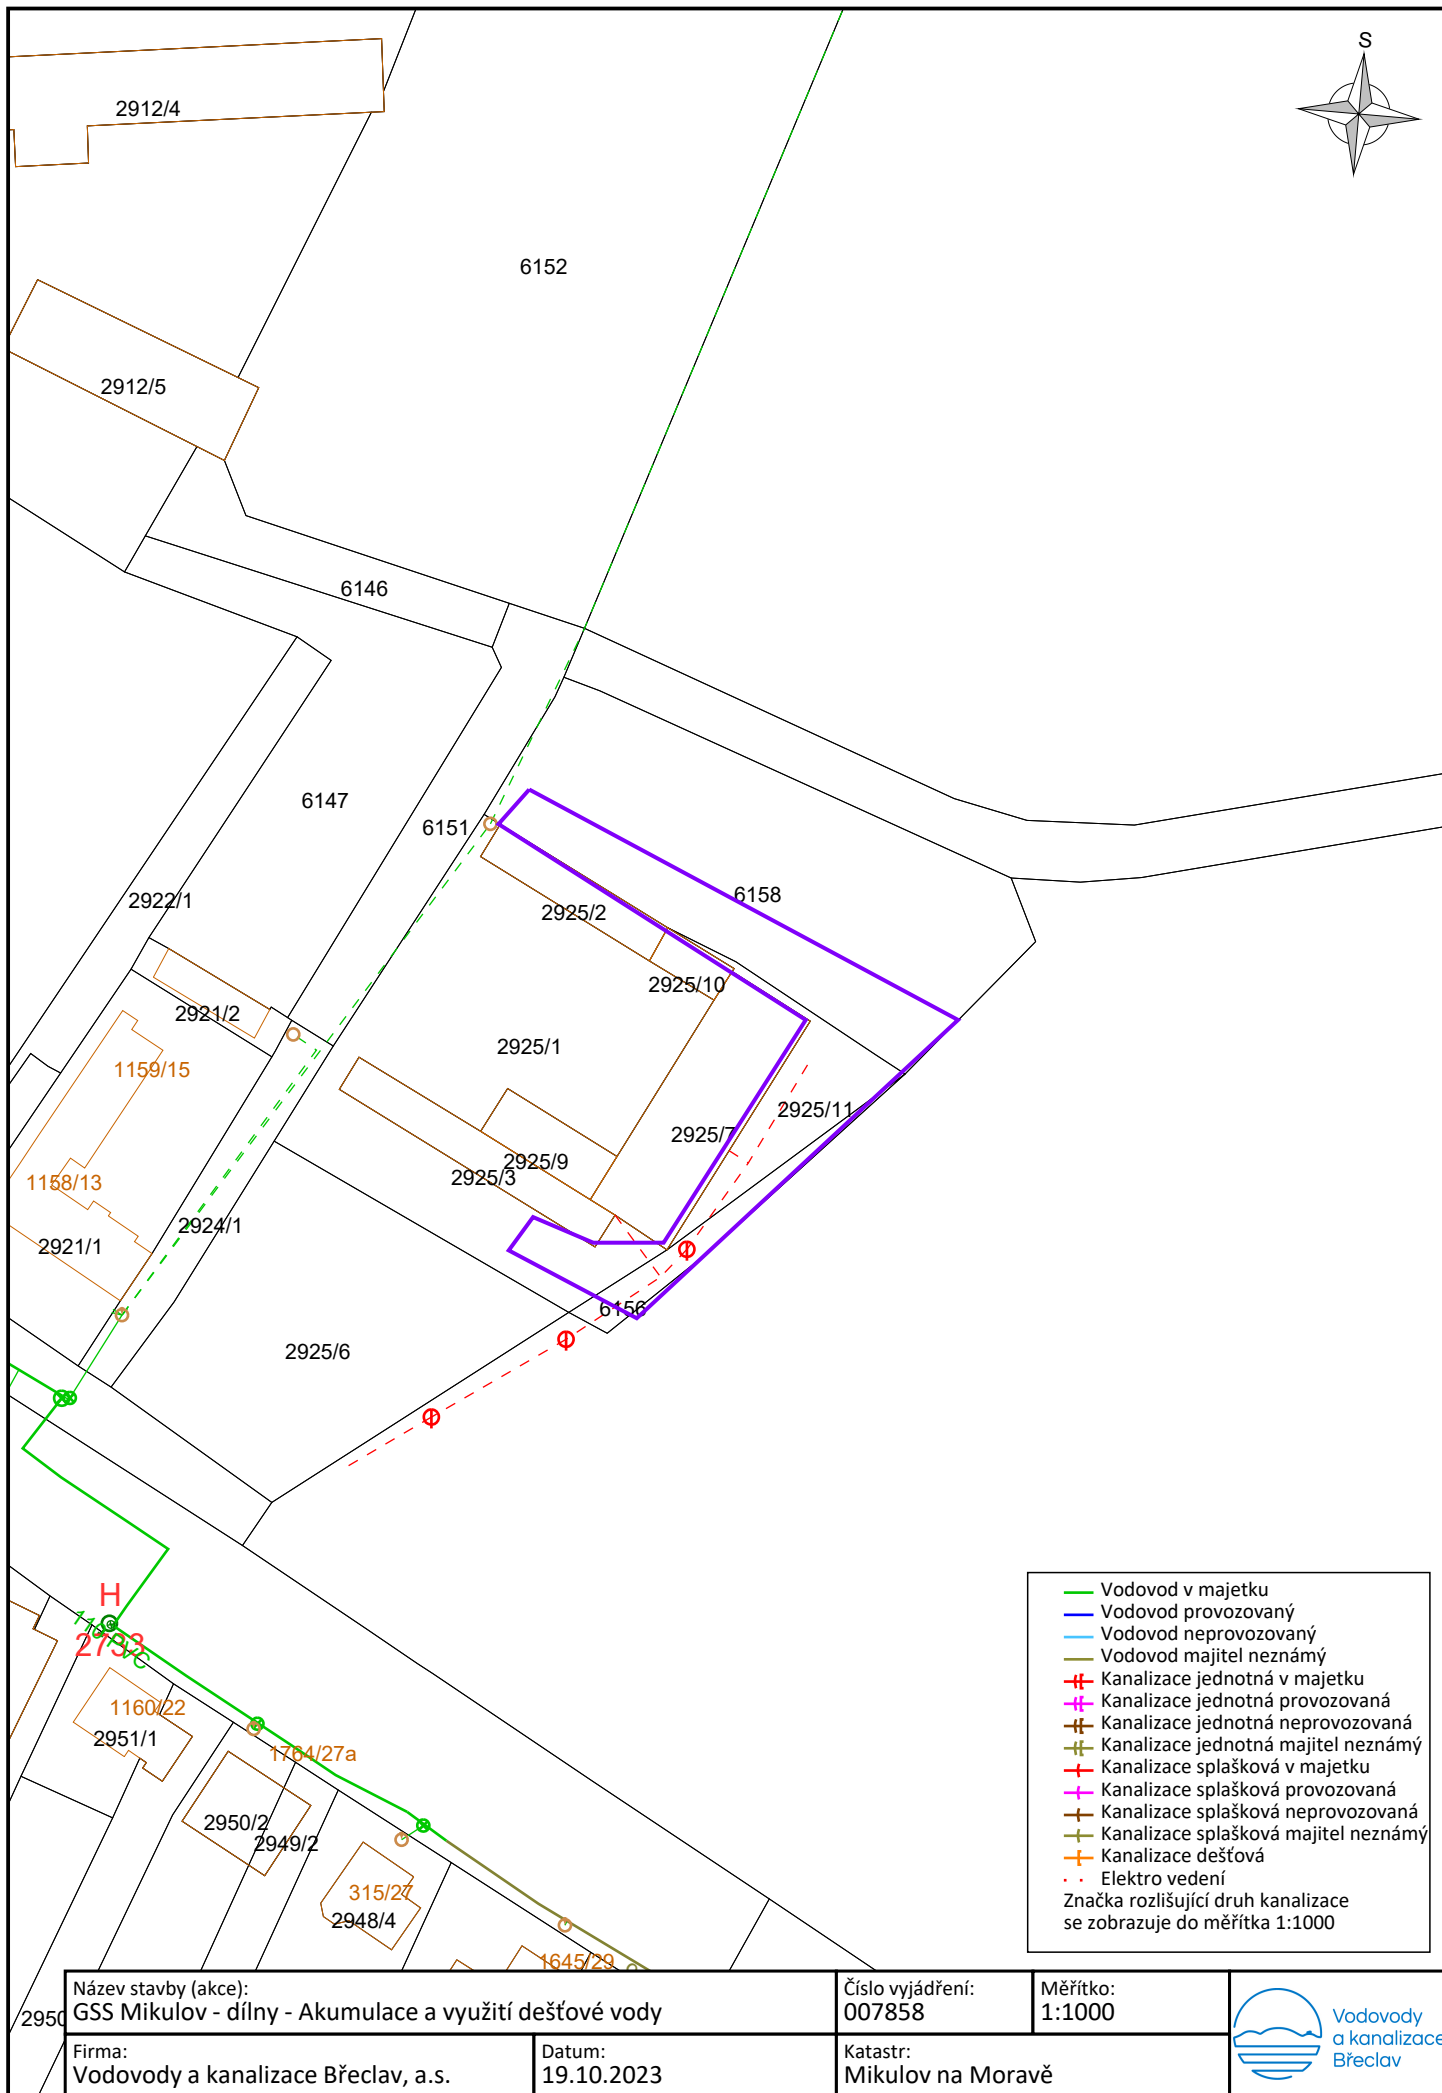 S
2912/4
6152
2912/5
6146
6147
6151
6158
2922/1
2925/2
2925/10
2921/2
2925/1
1159/15
2925/11
2925/7
2925/9
2925/3
1158/13
2924/1
2921/1
6156
2925/6
H
110 PVC
2733
1160/22
2951/1
1764/27a
2950/2
2949/2
315/27
2948/4
1645/29
2950
Vodovod v majetku
Vodovod provozovaný
Vodovod neprovozovaný
Vodovod majitel neznámý
Kanalizace jednotná v majetku
Kanalizace jednotná provozovaná
Kanalizace jednotná neprovozovaná
Kanalizace jednotná majitel neznámý
Kanalizace splašková v majetku
Kanalizace splašková provozovaná
Kanalizace splašková neprovozovaná
Kanalizace splašková majitel neznámý
Kanalizace dešťová
Elektro vedení
Značka rozlišující druh kanalizace
se zobrazuje do měřítka 1:1000
Název stavby (akce):
GSS Mikulov - dílny - Akumulace a využití dešťové vody
Číslo vyjádření:
007858
Měřítko:
1:1000
Firma:
Vodovody a kanalizace Břeclav, a.s.
Datum:
19.10.2023
Katastr:
Mikulov na Moravě
Vodovody
a kanalizace
Břeclav